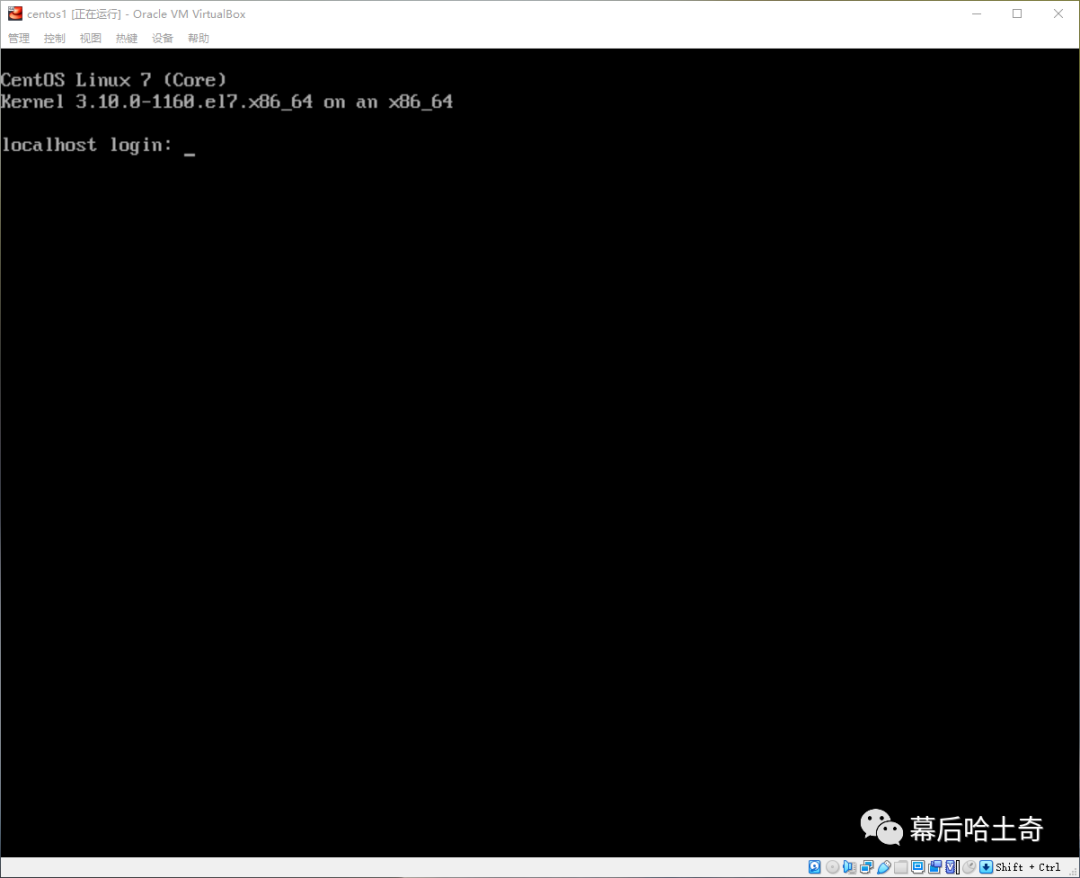 centos1 [正在运行] - Oracle VM VirtualBox
管理 控制 视图 热键 设备 帮助
CentOS Linux 7 (Core)
Kernel 3.10.0-1160.el7.x86_64 on an x86_64
localhost login: _
幕后哈土奇
Shift + Ctrl